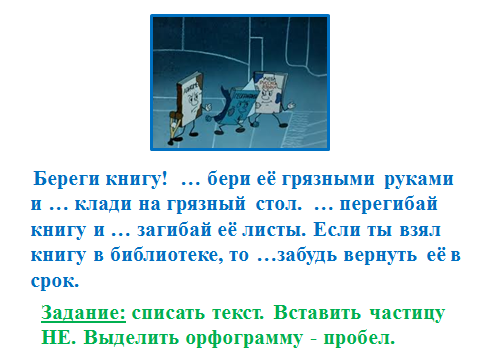 Береги книгу! … бери её грязными руками
и … клади на грязный стол. … перегибай
книгу и … загибай её листы. Если ты взял
книгу в библиотеке, то …забудь вернуть её в
срок.
Задание: списать текст. Вставить частицу
НЕ. Выделить орфограмму - пробел.